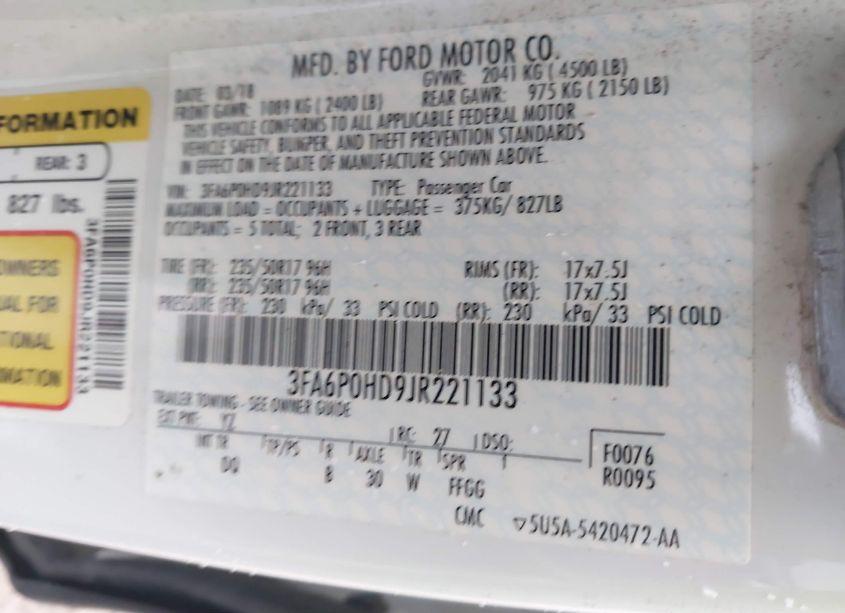 MFD. BY FORD MOTOR CO.
DATE: 03/18 GVWR: 2041 KG ( 4500 LB)
FRONT GAWR: 1089 KG ( 2400 LB) REAR GAWR: 975 KG ( 2150 LB)
THIS VEHICLE CONFORMS TO ALL APPLICABLE FEDERAL MOTOR
VEHICLE SAFETY, BUMPER, AND THEFT PREVENTION STANDARDS
IN EFFECT ON THE DATE OF MANUFACTURE SHOWN ABOVE.
VIN: 3FA6P0HD9JR221133 TYPE: Passenger Car
MAXIMUM LOAD = OCCUPANTS + LUGGAGE = 375KG/ 827LB
OCCUPANTS = 5 TOTAL; 2 FRONT, 3 REAR
TIRE (FR): 235/50R17 96H RIMS (FR): 17x7.5J
(RR): 235/50R17 96H (RR): 17x7.5J
PRESSURE (FR): 230 kPa/ 33 PSI COLD (RR): 230 kPa/ 33 PSI COLD
3FA6P0HD9JR221133
TRAILER TOWING - SEE OWNER GUIDE
EXT PNT: YZ RC: 27 DSO:
INT TR TP/PS R AXLE TR SPR
DQ B 30 W FFGG
F0076
R0095
CMC ▽5U5A-5420472-AA
FORMATION
REAR: 3
827 lbs.
OWNERS
UAL FOR
TIONAL
RMATION
3FA6P0HD9JR221133